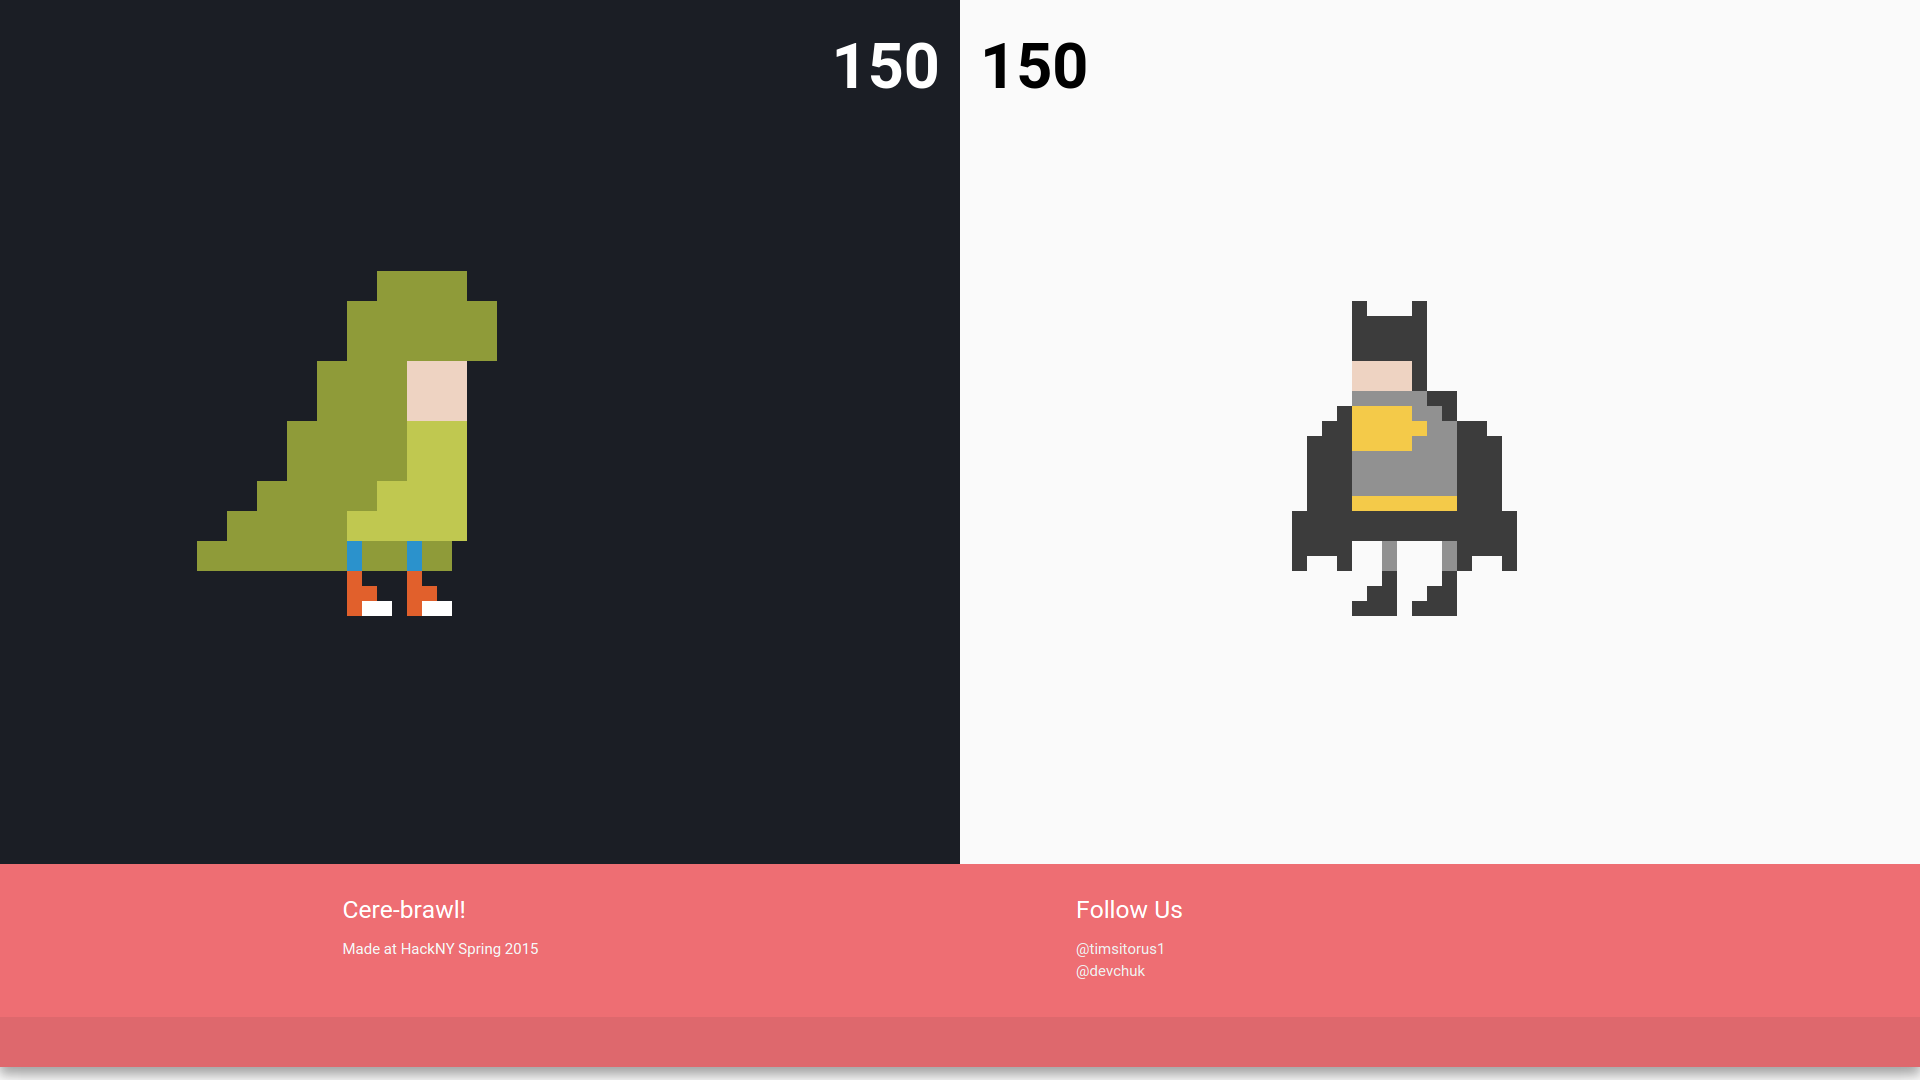 150
150
Cere-brawl!
Made at HackNY Spring 2015
Follow Us
@timsitorus1
@devchuk